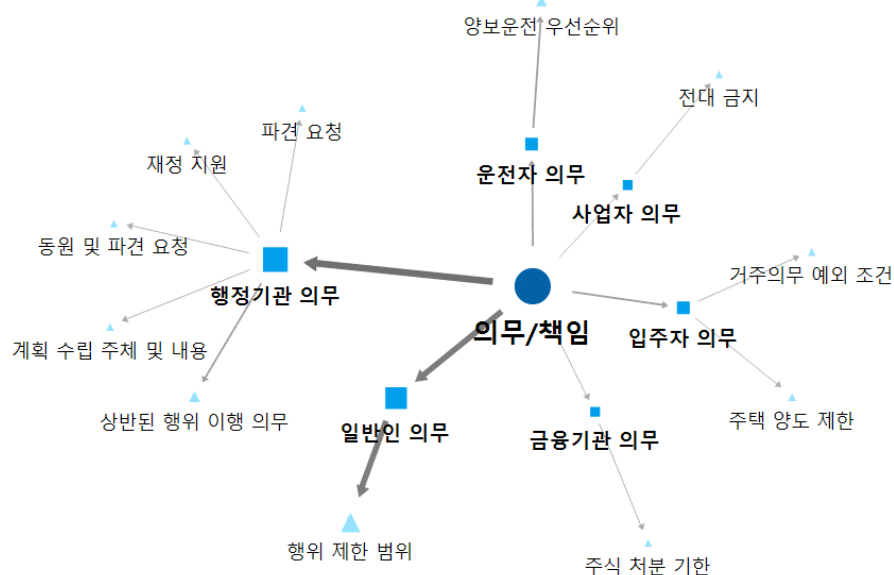 양보운전 우선순위
전대 금지
파견 요청
재정 지원
운전자 의무
사업자 의무
동원 및 파견 요청
거주의무 예외 조건
행정기관 의무
의무/책임
입주자 의무
계획 수립 주체 및 내용
상반된 행위 이행 의무
일반인 의무
금융기관 의무
주택 양도 제한
행위 제한 범위
주식 처분 기한